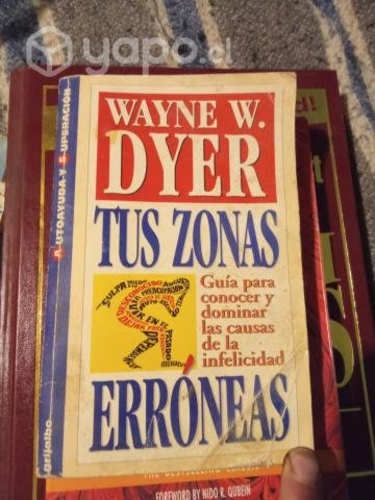 yapo.cl
WAYNE W.
DYER
TUS ZONAS
Guía para
conocer y
dominar
las causas
de la
infelicidad
ERRÓNEAS
AUTOAYUDA Y SUPERACIÓN
grijalbo
CULPA
FOREWORD BY NIDO R. QUBEIN